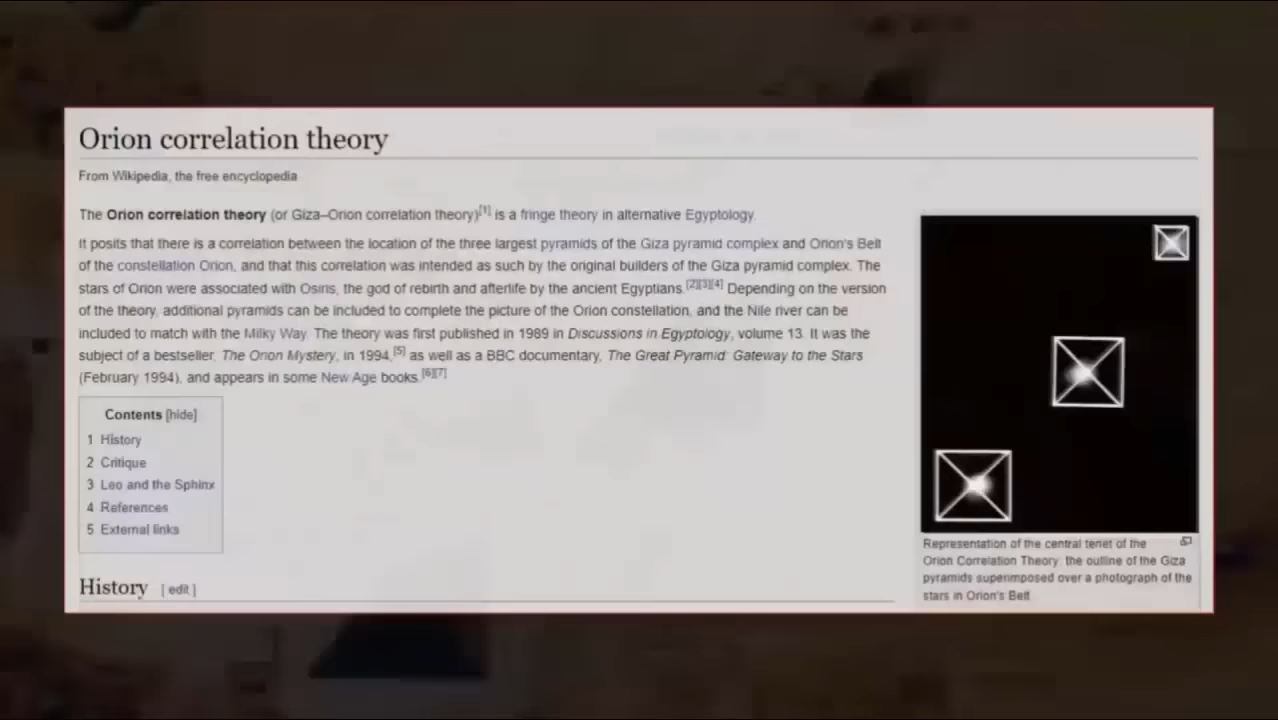 Orion correlation theory
From Wikipedia, the free encyclopedia
The Orion correlation theory (or Giza–Orion correlation theory)[1] is a fringe theory in alternative Egyptology.
It posits that there is a correlation between the location of the three largest pyramids of the Giza pyramid complex and Orion's Belt
of the constellation Orion, and that this correlation was intended as such by the original builders of the Giza pyramid complex. The
stars of Orion were associated with Osiris, the god of rebirth and afterlife by the ancient Egyptians.[2][3][4] Depending on the version
of the theory, additional pyramids can be included to complete the picture of the Orion constellation, and the Nile river can be
included to match with the Milky Way. The theory was first published in 1989 in Discussions in Egyptology, volume 13. It was the
subject of a bestseller, The Orion Mystery, in 1994,[5] as well as a BBC documentary, The Great Pyramid: Gateway to the Stars
(February 1994), and appears in some New Age books.[6][7]
Contents [hide]
1 History
2 Critique
3 Leo and the Sphinx
4 References
5 External links
History [ edit ]
Representation of the central tenet of the
Orion Correlation Theory: the outline of the Giza
pyramids superimposed over a photograph of the
stars in Orion's Belt